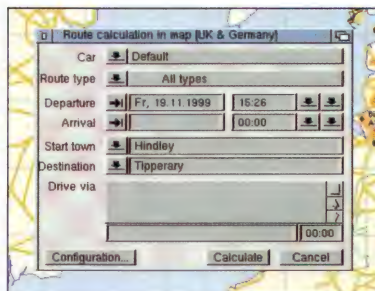 Route calculation in map [UK & Germany]
Car Default
Route type All types
Departure Fr, 19.11.1999 15:26
Arrival 00:00
Start town Hindley
Destination Tipperary
Drive via
00:00
Configuration... Calculate Cancel